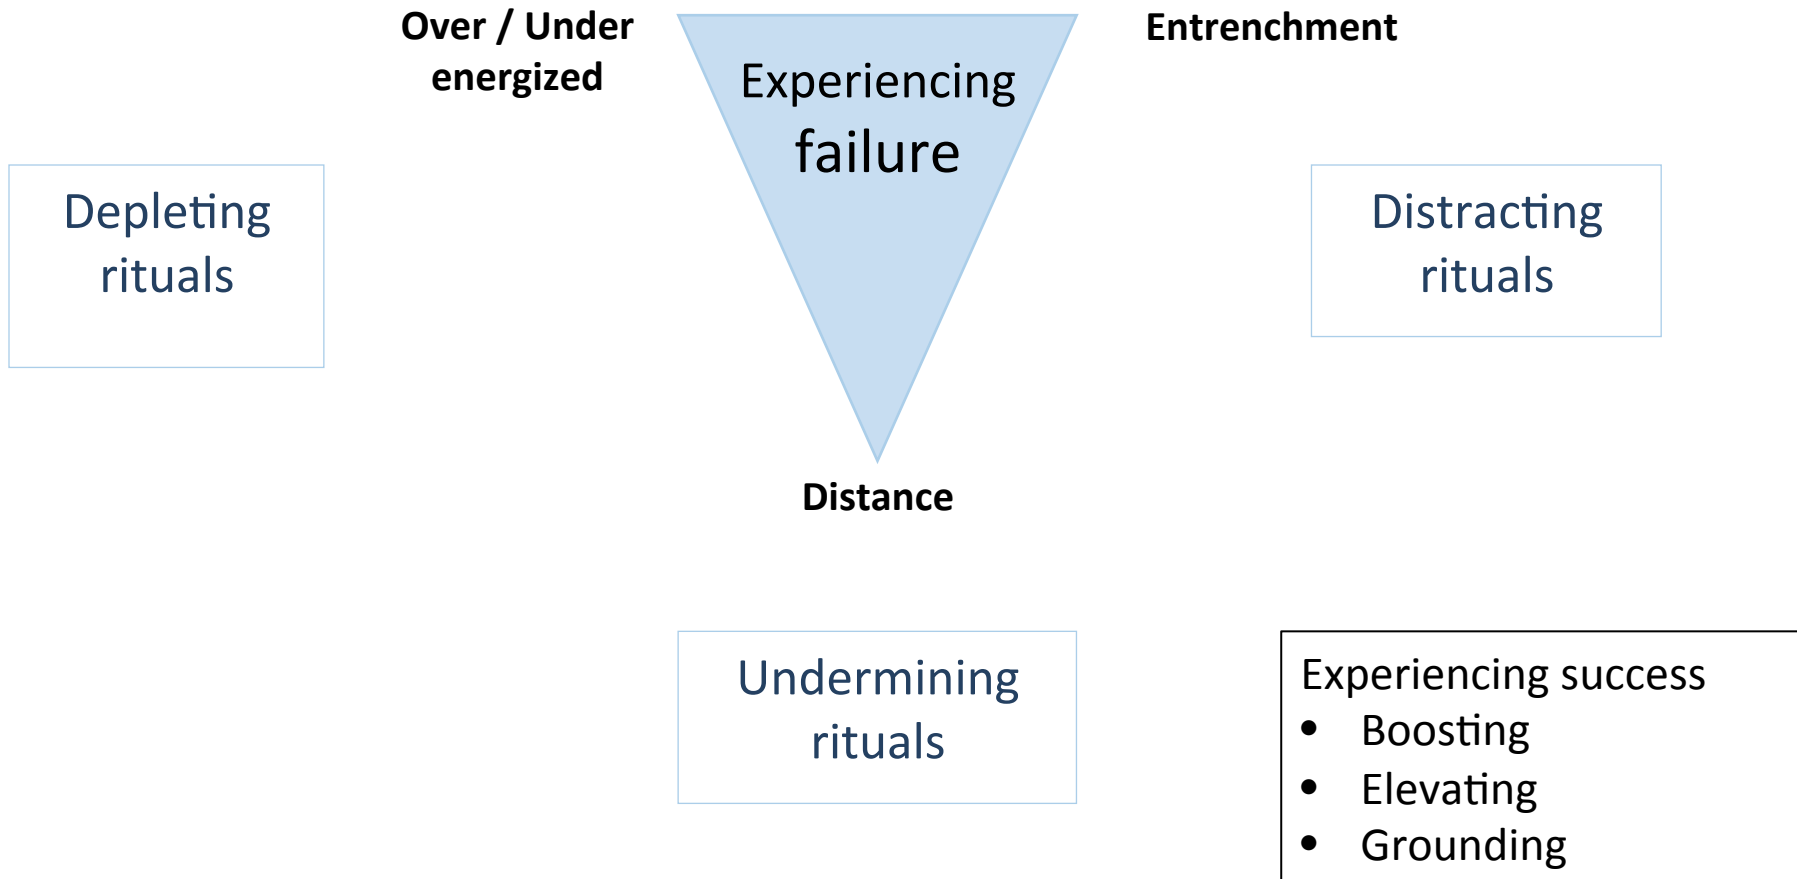 Over / Under
energized
Experiencing
failure
Entrenchment
Depleting
rituals
Distracting
rituals
Distance
Undermining
rituals
Experiencing success
• Boosting
• Elevating
• Grounding